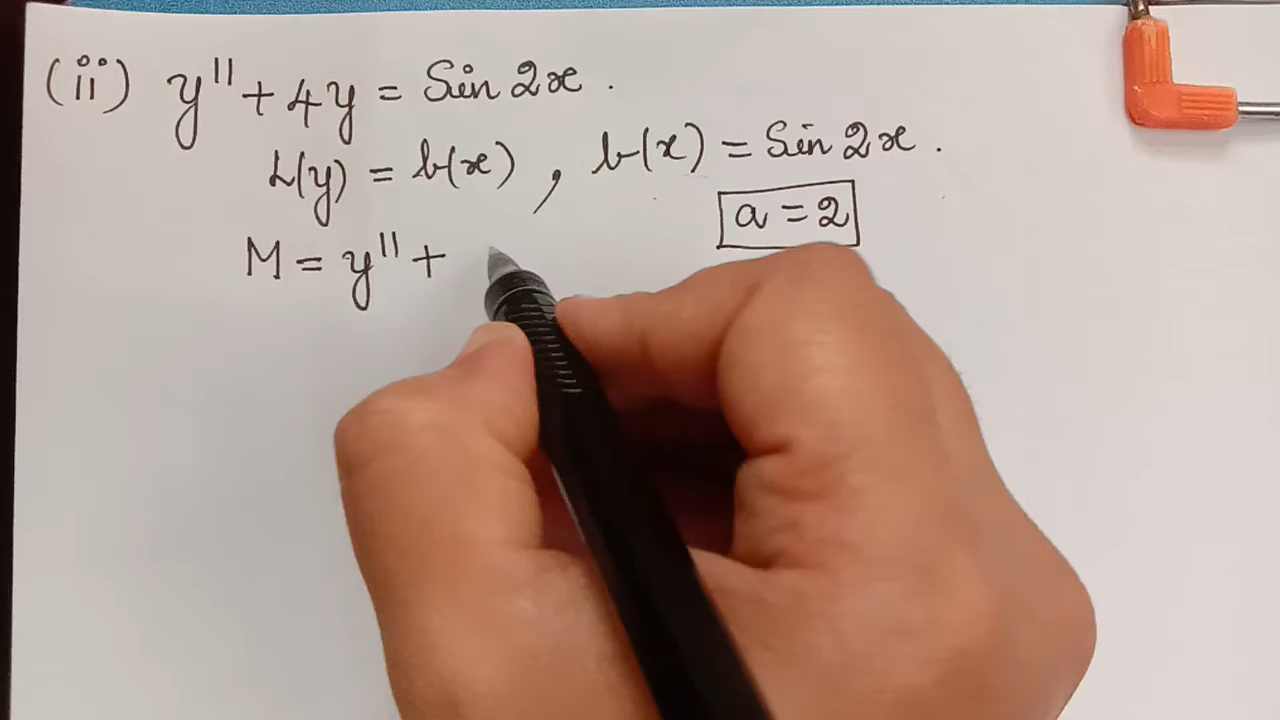 (ii) y" + 4y = Sin 2x .
L(y) = b(x) , b(x) = Sin 2x .
a = 2
M = y" +